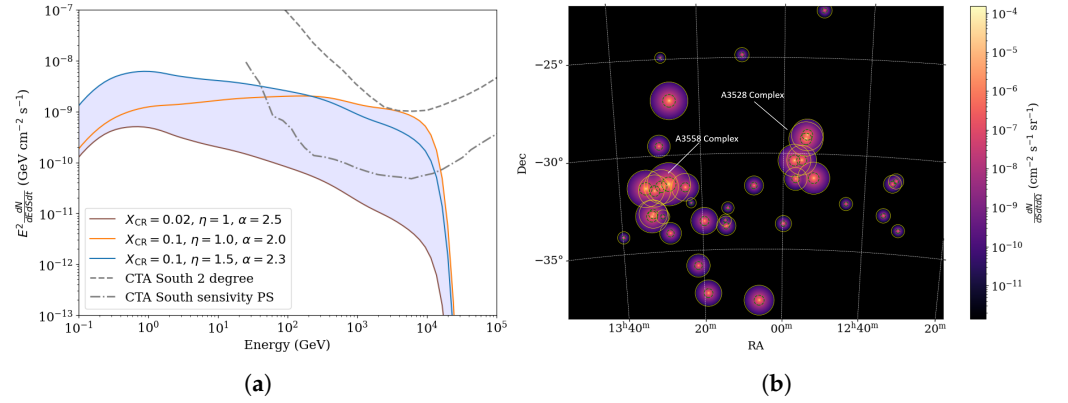 10⁻⁷
10⁻⁸
10⁻⁹
10⁻¹⁰
10⁻¹¹
10⁻¹²
10⁻¹³
E² dN/dEdSdt (GeV cm⁻² s⁻¹)
X_CR = 0.02, η = 1, α = 2.5
X_CR = 0.1, η = 1.0, α = 2.0
X_CR = 0.1, η = 1.5, α = 2.3
CTA South 2 degree
CTA South sensivity PS
10⁻¹ 10⁰ 10¹ 10² 10³ 10⁴ 10⁵
Energy (GeV)
(a)
−25°
−30°
−35°
Dec
A3528 Complex
A3558 Complex
13ʰ40ᵐ 20ᵐ 00ᵐ 12ʰ40ᵐ 20ᵐ
RA
10⁻⁴
10⁻⁵
10⁻⁶
10⁻⁷
10⁻⁸
10⁻⁹
10⁻¹⁰
10⁻¹¹
dN/dSdtdΩ (cm⁻² s⁻¹ sr⁻¹)
(b)